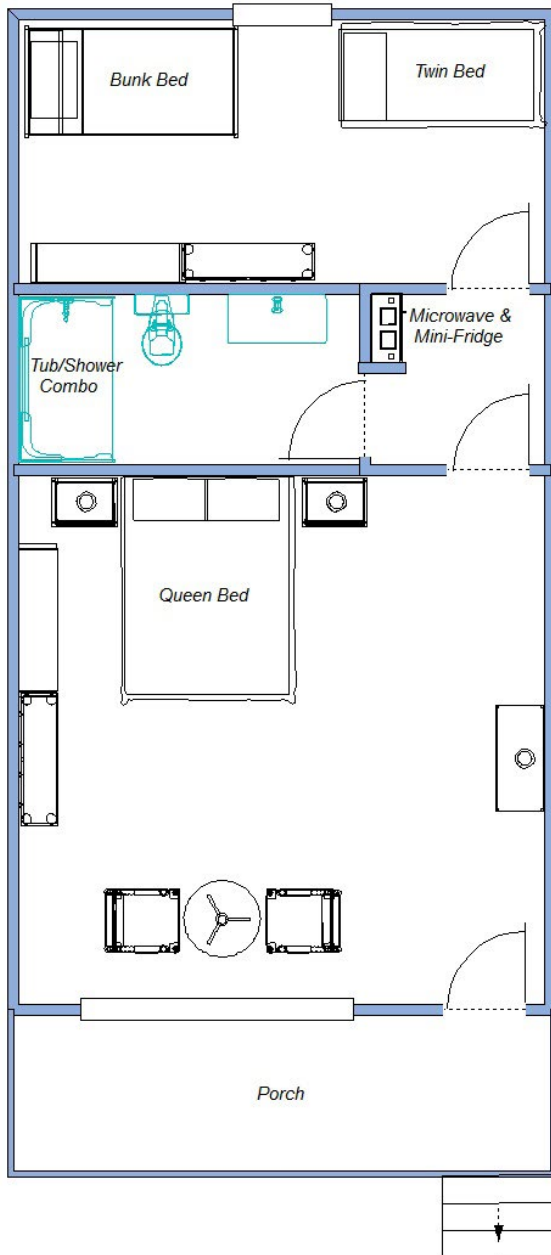 Bunk Bed
Twin Bed
Microwave &
Mini-Fridge
Tub/Shower
Combo
Queen Bed
Porch